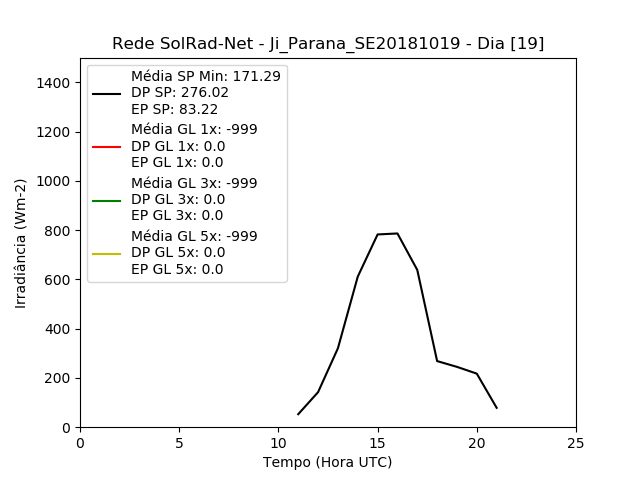 Rede SolRad-Net - Ji_Parana_SE20181019 - Dia [19]
Média SP Min: 171.29
DP SP: 276.02
EP SP: 83.22
Média GL 1x: -999
DP GL 1x: 0.0
EP GL 1x: 0.0
Média GL 3x: -999
DP GL 3x: 0.0
EP GL 3x: 0.0
Média GL 5x: -999
DP GL 5x: 0.0
EP GL 5x: 0.0
Irradiância (Wm-2)
1400
1200
1000
800
600
400
200
0
0 5 10 15 20 25
Tempo (Hora UTC)